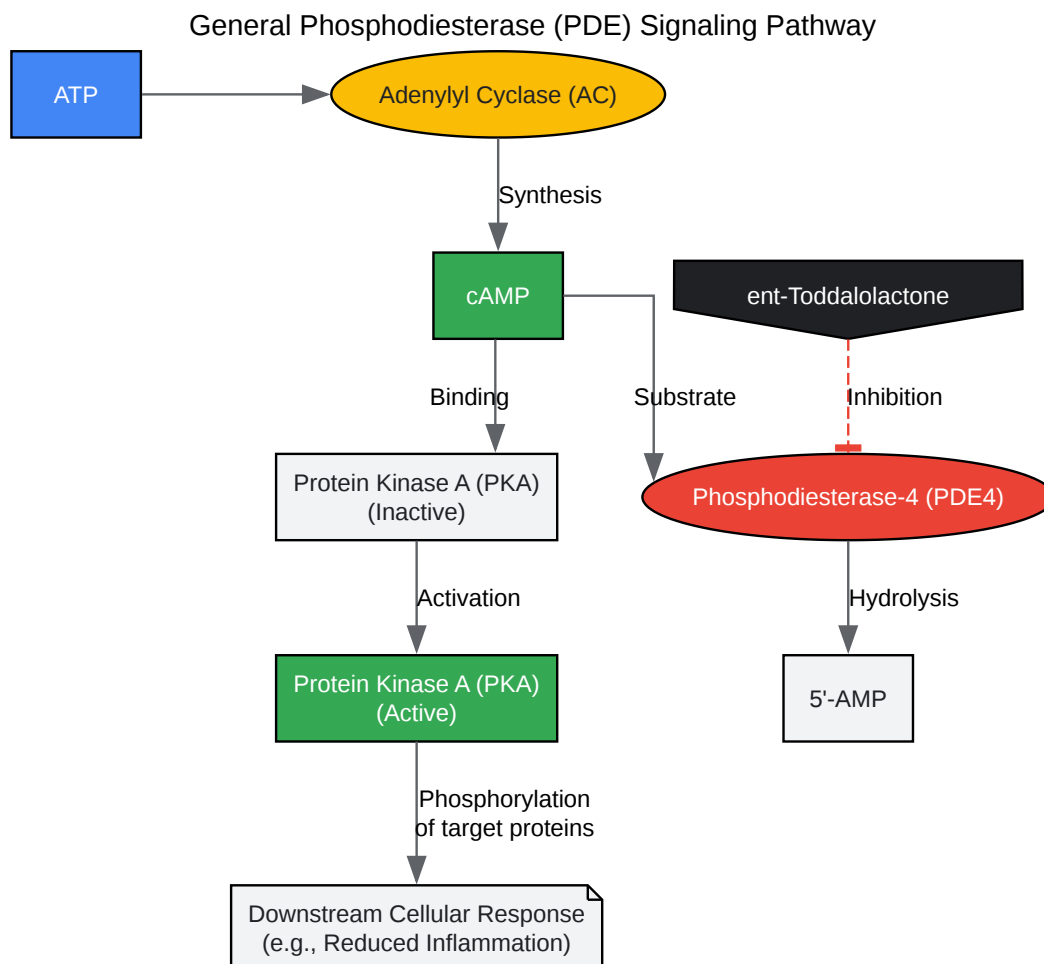 General Phosphodiesterase (PDE) Signaling Pathway
ATP
Adenylyl Cyclase (AC)
Synthesis
cAMP
ent-Toddalolactone
Binding
Substrate
Inhibition
Protein Kinase A (PKA)
(Inactive)
Phosphodiesterase-4 (PDE4)
Activation
Hydrolysis
Protein Kinase A (PKA)
(Active)
5'-AMP
Phosphorylation
of target proteins
Downstream Cellular Response
(e.g., Reduced Inflammation)